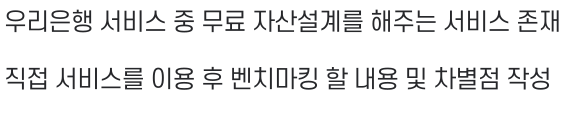 우리은행 서비스 중 무료 자산설계를 해주는 서비스 존재
직접 서비스를 이용 후 벤치마킹 할 내용 및 차별점 작성